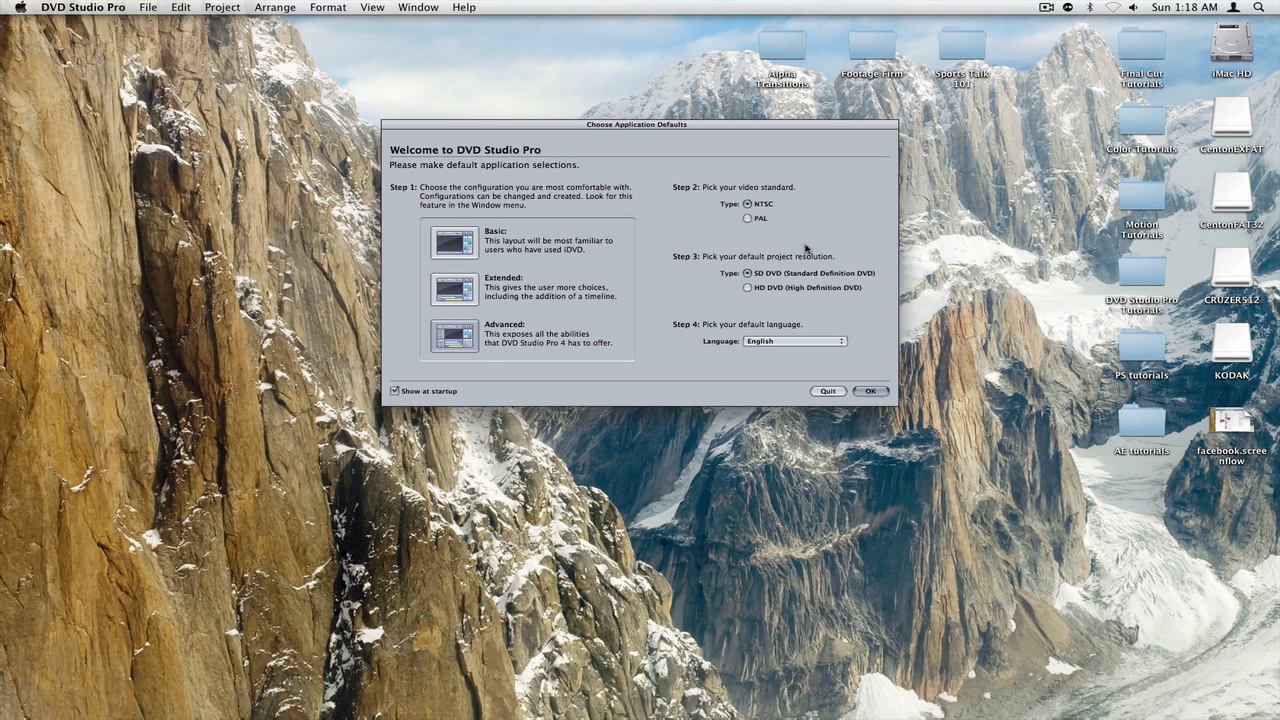 DVD Studio Pro File Edit Project Arrange Format View Window Help Sun 1:18 AM
Choose Application Defaults
Welcome to DVD Studio Pro
Please make default application selections.
Step 1: Choose the configuration you are most comfortable with.
Configurations can be changed and created. Look for this
feature in the Window menu.
Basic:
This layout will be most familiar to
users who have used iDVD.
Extended:
This gives the user more choices,
including the addition of a timeline.
Advanced:
This exposes all the abilities
that DVD Studio Pro 4 has to offer.
Step 2: Pick your video standard.
Type: NTSC
PAL
Step 3: Pick your default project resolution.
Type: SD DVD (Standard Definition DVD)
HD DVD (High Definition DVD)
Step 4: Pick your default language.
Language: English
Show at startup
Quit OK
Alpha
Transitions
Footage Firm
Sports Talk
101
Final Cut
Tutorials
iMac HD
Color Tutorials
CentonEXFAT
Motion
Tutorials
CentonFAT32
DVD Studio Pro
Tutorials
CRUZER512
PS tutorials
KODAK
AE tutorials
facebook.scree
nflow